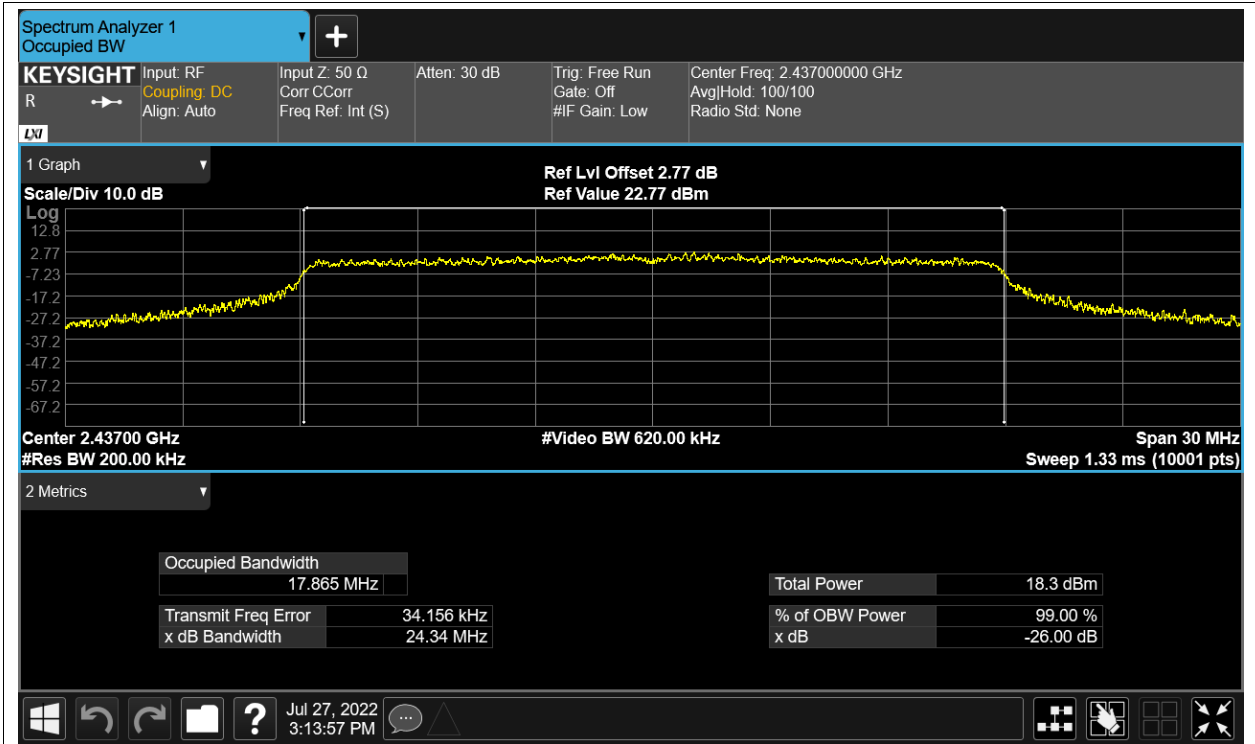 Spectrum Analyzer 1
Occupied BW
KEYSIGHT
R
LXI
Input: RF
Coupling: DC
Align: Auto
Input Z: 50 Ω
Corr CCorr
Freq Ref: Int (S)
Atten: 30 dB
Trig: Free Run
Gate: Off
#IF Gain: Low
Center Freq: 2.437000000 GHz
Avg|Hold: 100/100
Radio Std: None
1 Graph
Scale/Div 10.0 dB
Ref Lvl Offset 2.77 dB
Ref Value 22.77 dBm
Log
12.8
2.77
-7.23
-17.2
-27.2
-37.2
-47.2
-57.2
-67.2
Center 2.43700 GHz
#Res BW 200.00 kHz
#Video BW 620.00 kHz
Span 30 MHz
Sweep 1.33 ms (10001 pts)
2 Metrics
Occupied Bandwidth
17.865 MHz
Transmit Freq Error 34.156 kHz
x dB Bandwidth 24.34 MHz
Total Power 18.3 dBm
% of OBW Power 99.00 %
x dB -26.00 dB
Jul 27, 2022
3:13:57 PM